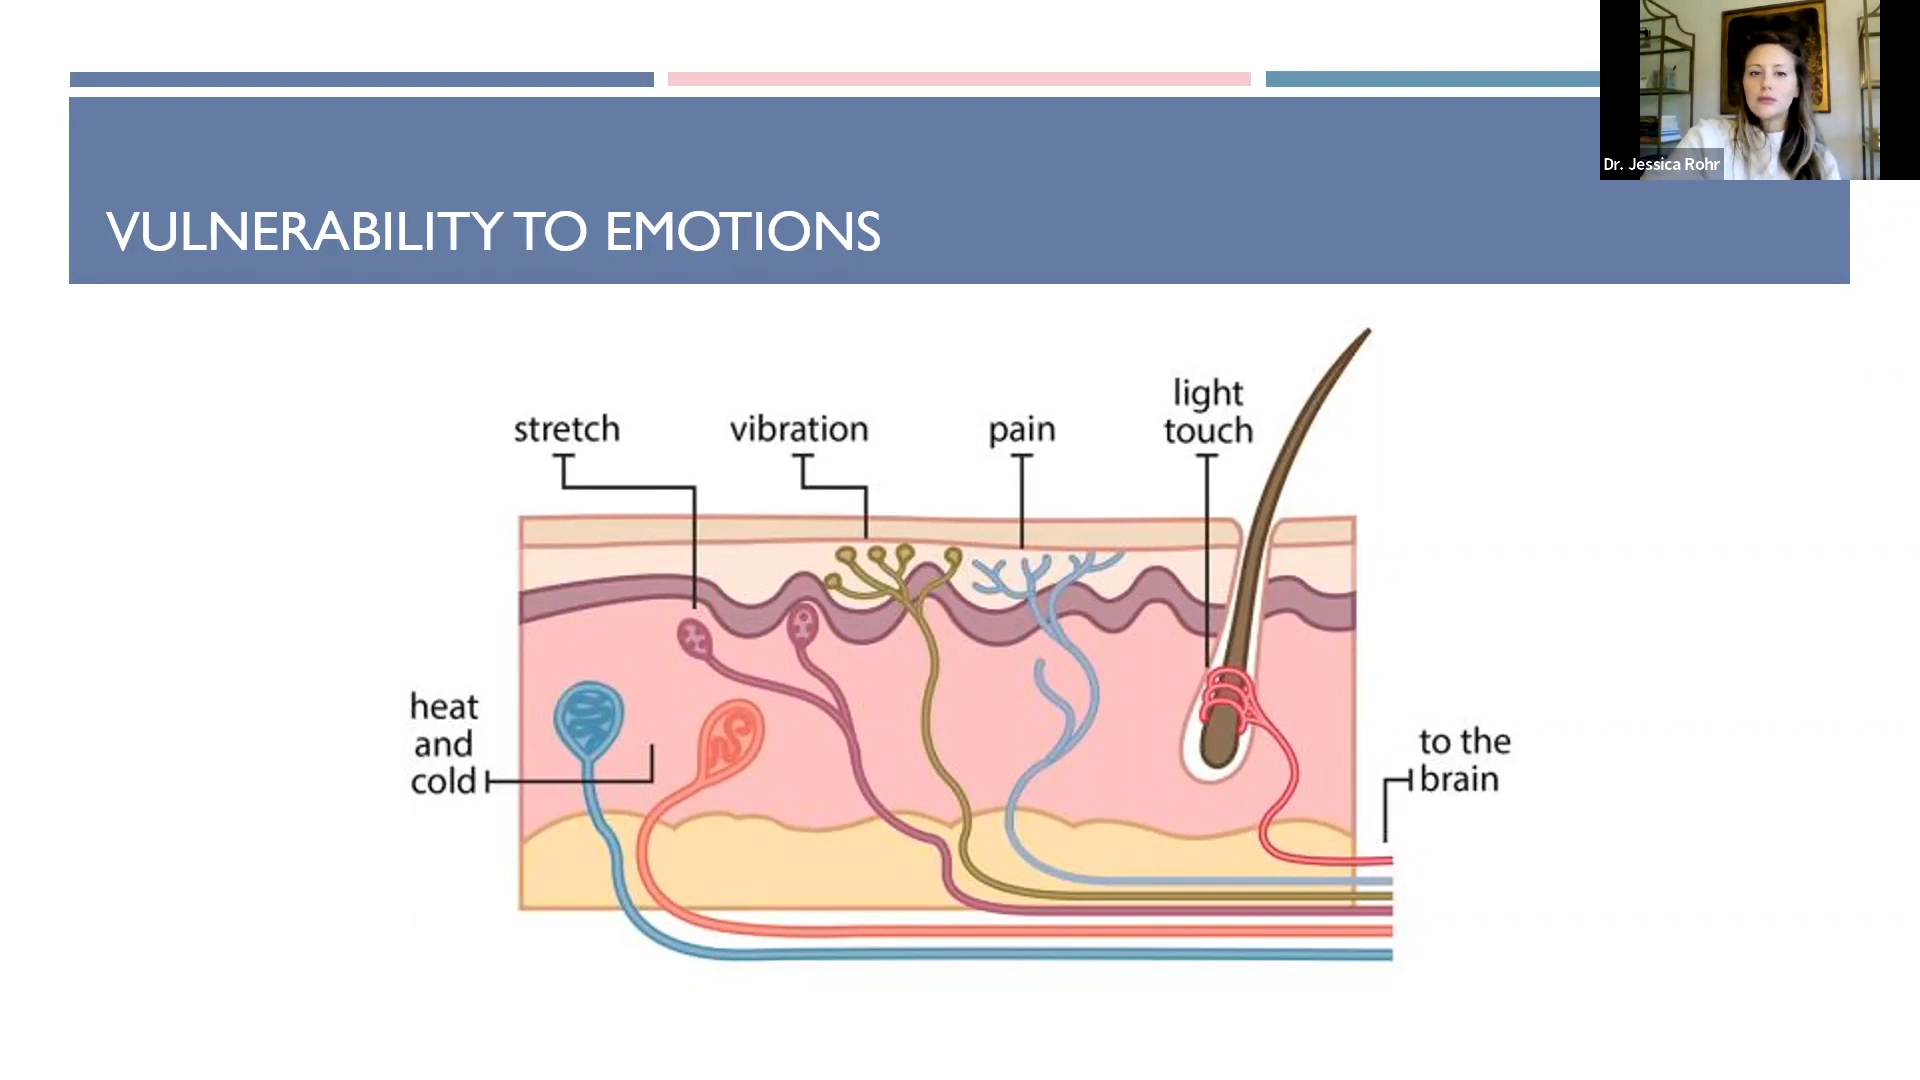 Dr. Jessica Rohr
VULNERABILITY TO EMOTIONS
stretch
vibration
pain
light
touch
heat
and
cold
to the
brain